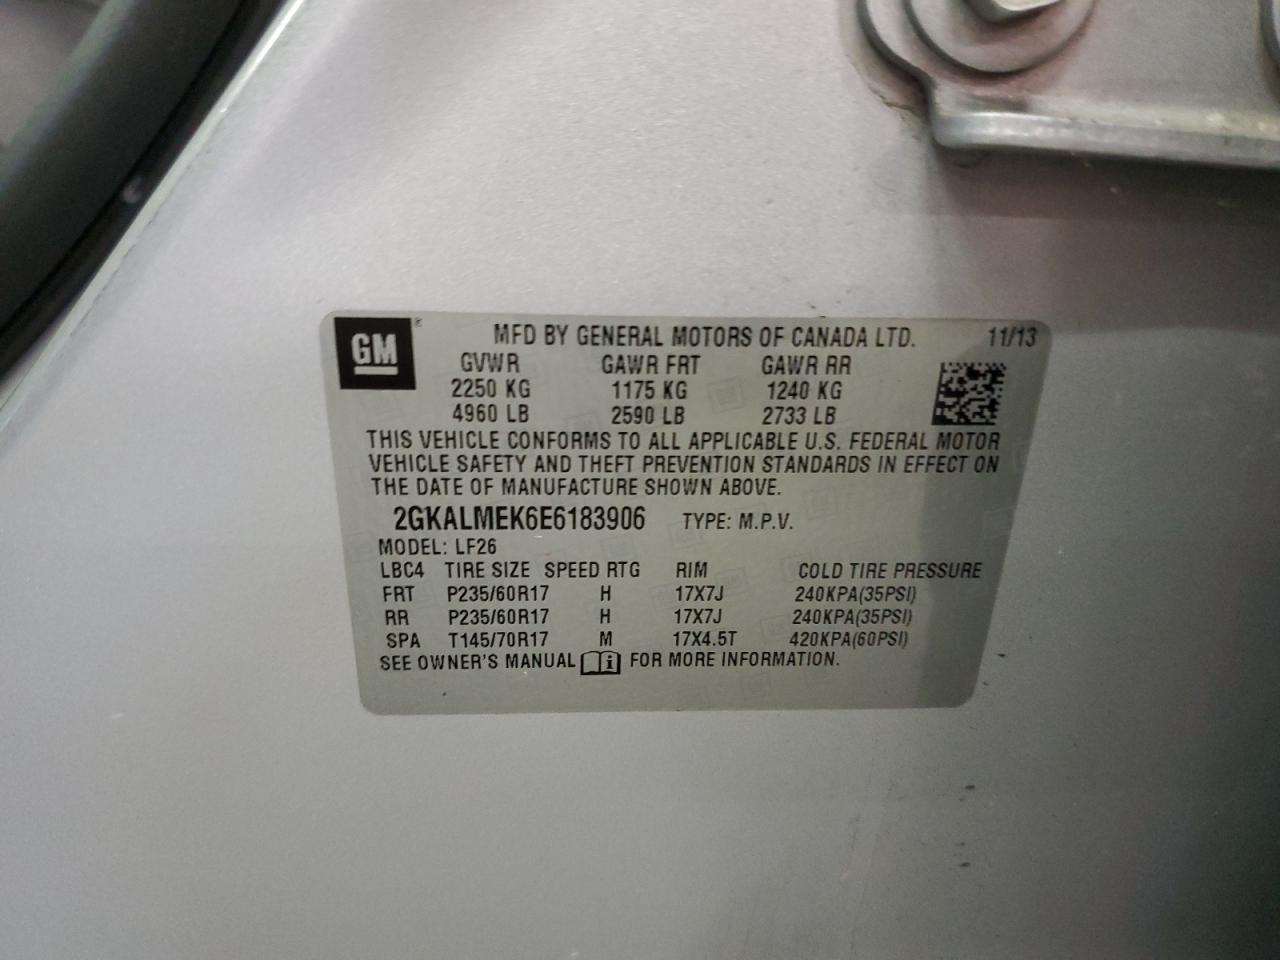 GM® MFD BY GENERAL MOTORS OF CANADA LTD. 11/13
GVWR GAWR FRT GAWR RR
2250 KG 1175 KG 1240 KG
4960 LB 2590 LB 2733 LB
THIS VEHICLE CONFORMS TO ALL APPLICABLE U.S. FEDERAL MOTOR
VEHICLE SAFETY AND THEFT PREVENTION STANDARDS IN EFFECT ON
THE DATE OF MANUFACTURE SHOWN ABOVE.
2GKALMEK6E6183906 TYPE: M.P.V.
MODEL: LF26
LBC4 TIRE SIZE SPEED RTG RIM COLD TIRE PRESSURE
FRT P235/60R17 H 17X7J 240KPA(35PSI)
RR P235/60R17 H 17X7J 240KPA(35PSI)
SPA T145/70R17 M 17X4.5T 420KPA(60PSI)
SEE OWNER'S MANUAL i FOR MORE INFORMATION.